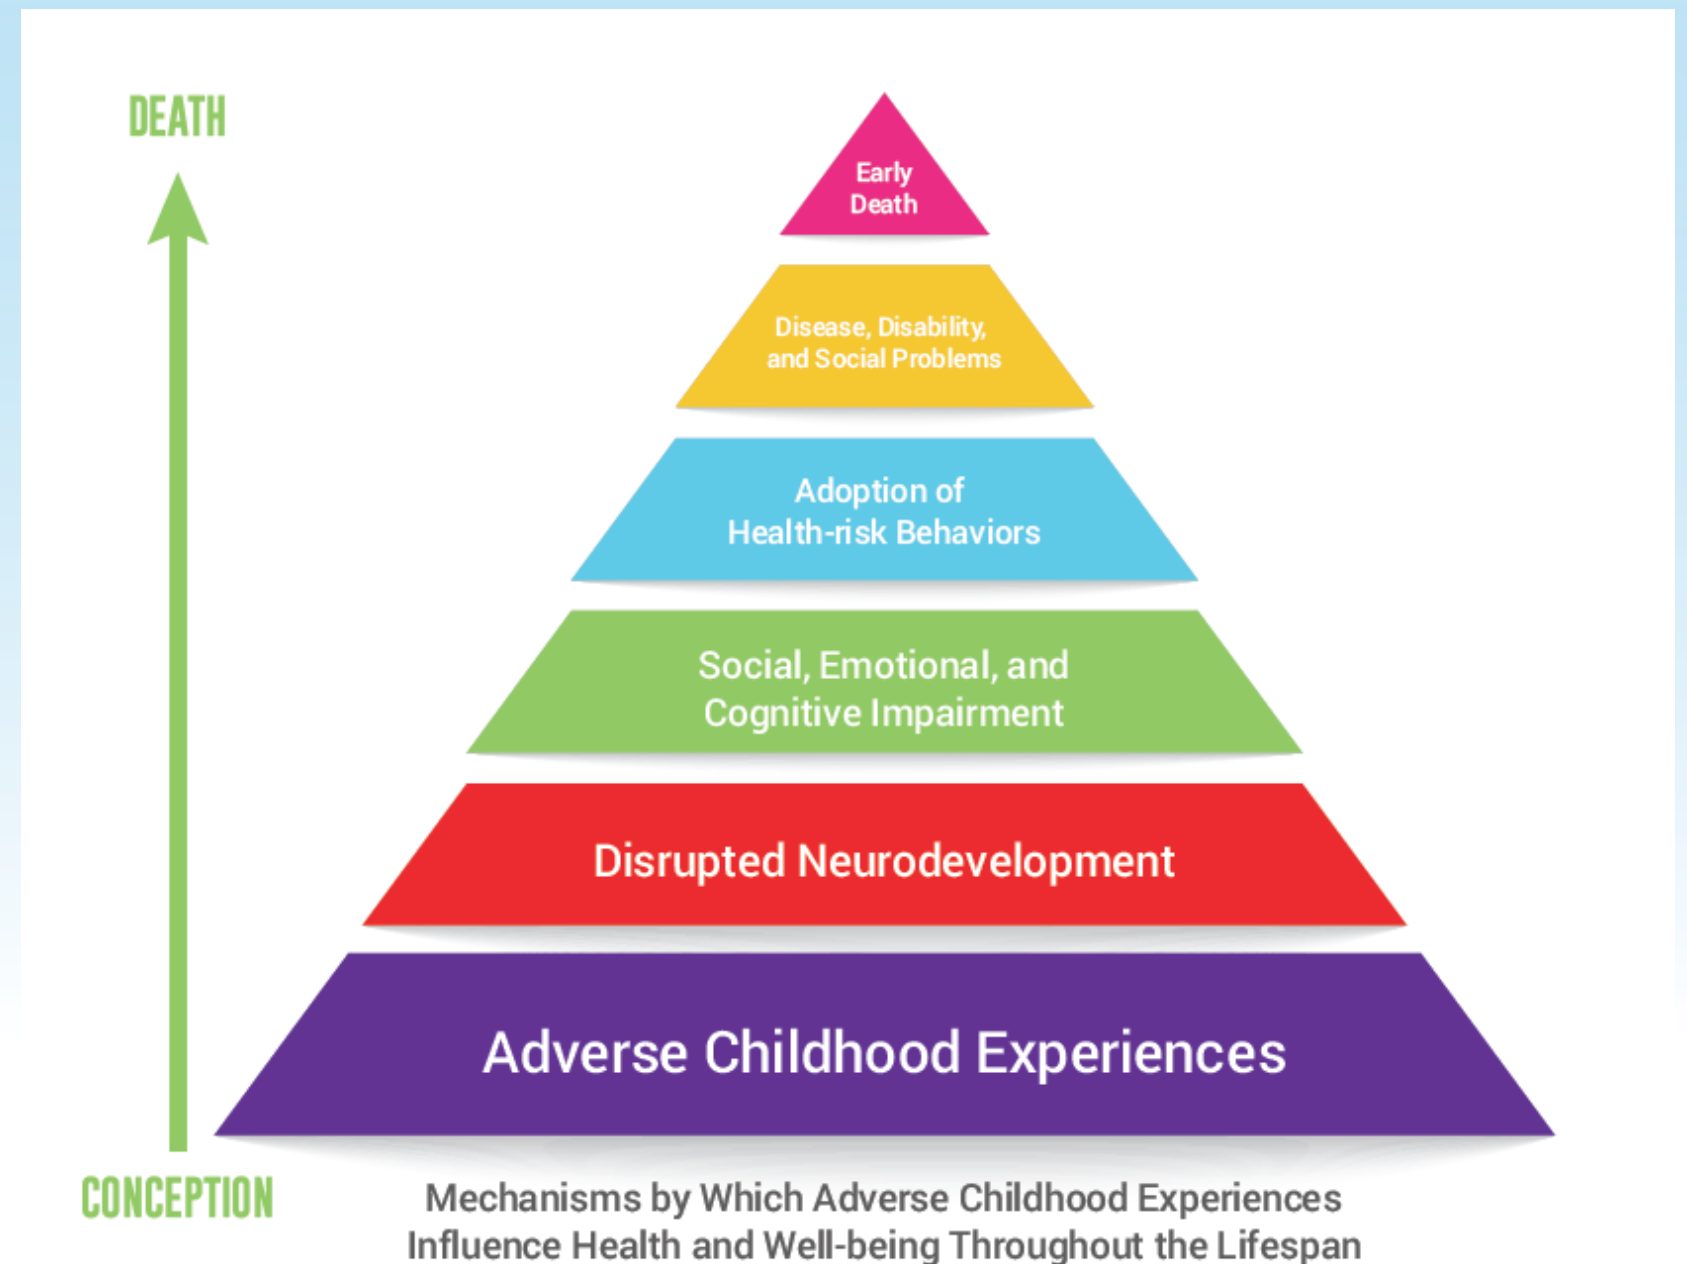 DEATH
Early
Death
Disease, Disability,
and Social Problems
Adoption of
Health-risk Behaviors
Social, Emotional, and
Cognitive Impairment
Disrupted Neurodevelopment
Adverse Childhood Experiences
CONCEPTION
Mechanisms by Which Adverse Childhood Experiences
Influence Health and Well-being Throughout the Lifespan